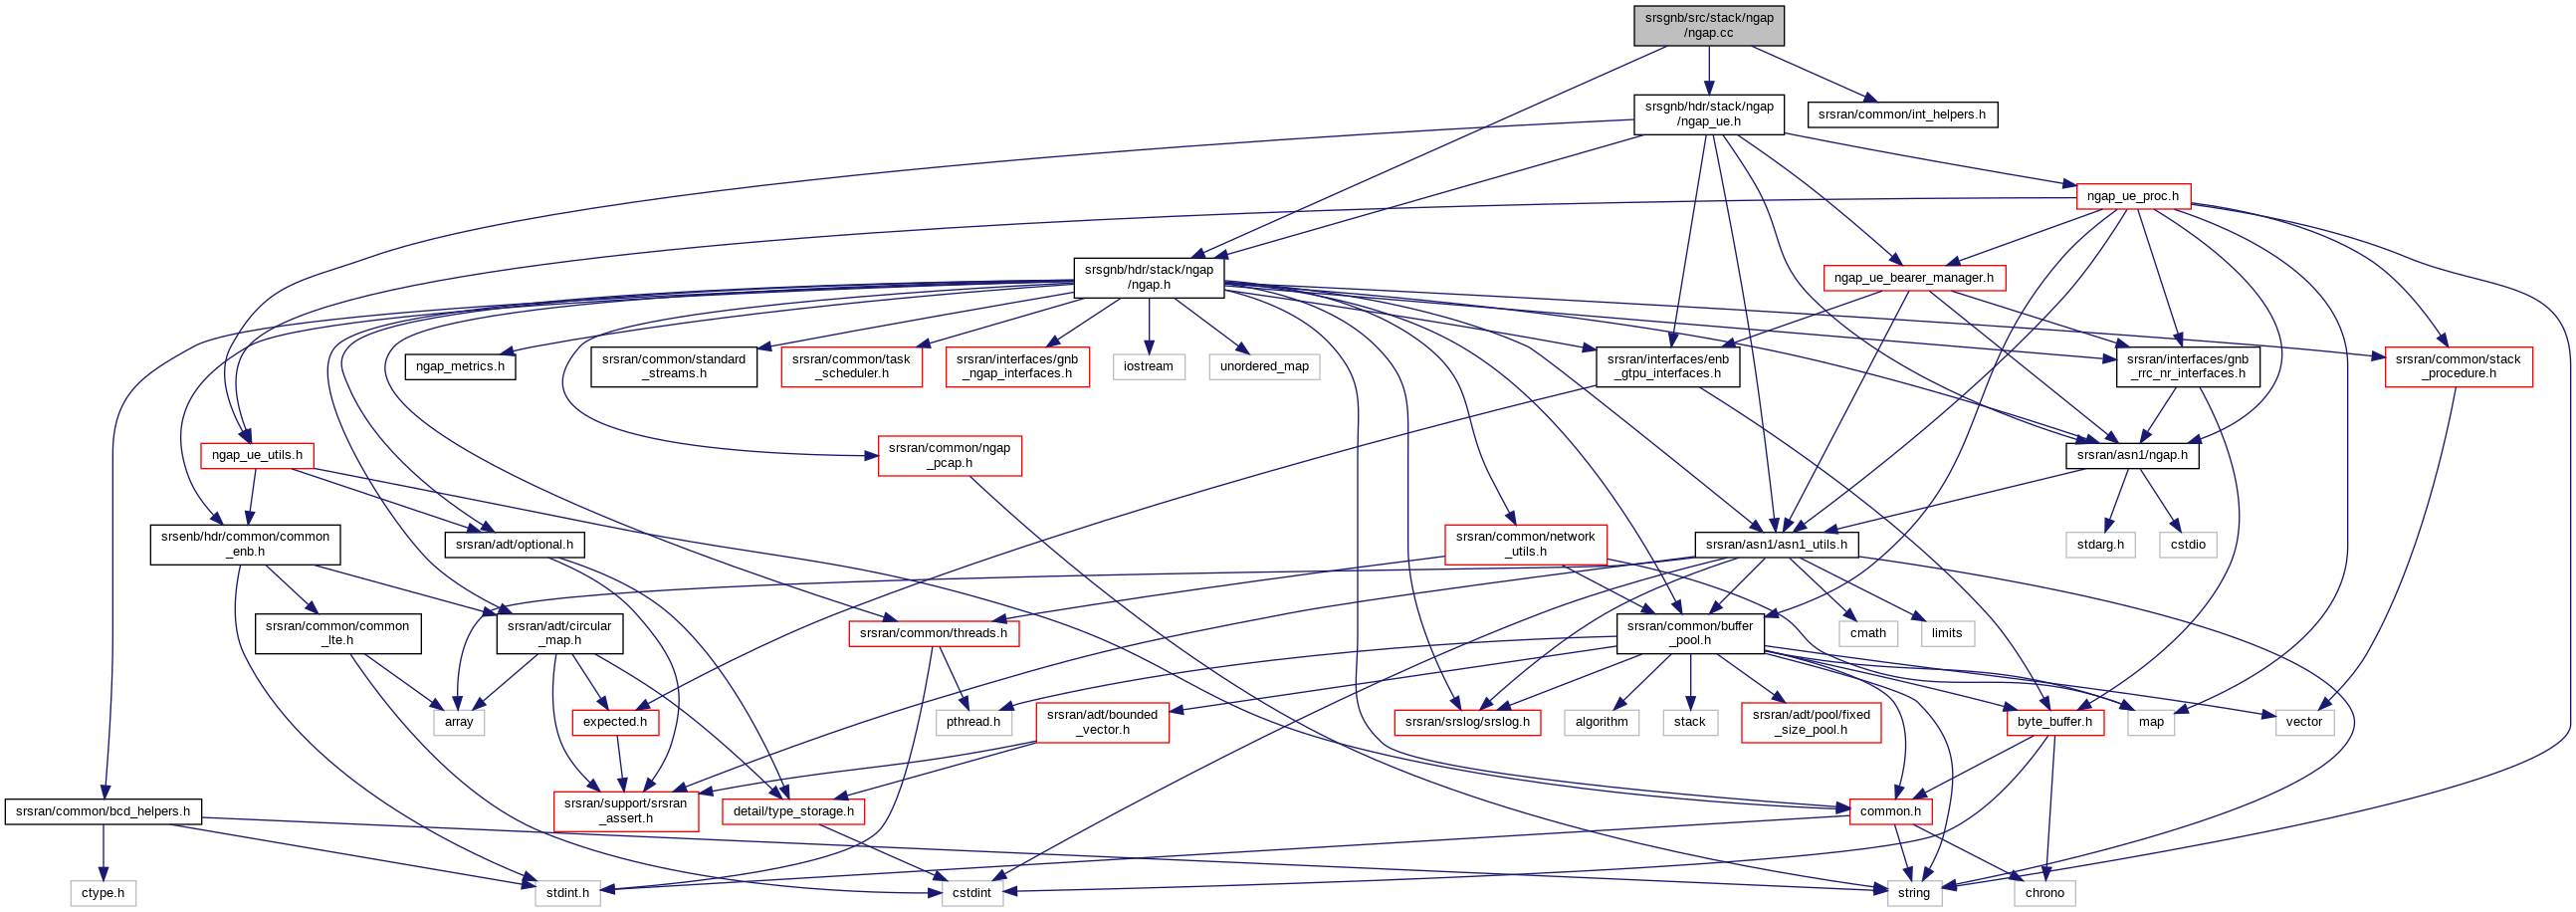 srsgnb/src/stack/ngap
/ngap.cc
srsgnb/hdr/stack/ngap
/ngap_ue.h
srsran/common/int_helpers.h
ngap_ue_proc.h
srsgnb/hdr/stack/ngap
/ngap.h
ngap_ue_bearer_manager.h
ngap_metrics.h
srsran/common/standard
_streams.h
srsran/common/task
_scheduler.h
srsran/interfaces/gnb
_ngap_interfaces.h
iostream
unordered_map
srsran/interfaces/enb
_gtpu_interfaces.h
srsran/interfaces/gnb
_rrc_nr_interfaces.h
srsran/common/stack
_procedure.h
ngap_ue_utils.h
srsran/common/ngap
_pcap.h
srsran/asn1/ngap.h
srsenb/hdr/common/common
_enb.h
srsran/adt/optional.h
srsran/common/network
_utils.h
srsran/asn1/asn1_utils.h
stdarg.h
cstdio
srsran/common/common
_lte.h
srsran/adt/circular
_map.h
srsran/common/threads.h
srsran/common/buffer
_pool.h
cmath
limits
array
expected.h
pthread.h
srsran/adt/bounded
_vector.h
srsran/srslog/srslog.h
algorithm
stack
srsran/adt/pool/fixed
_size_pool.h
byte_buffer.h
map
vector
srsran/common/bcd_helpers.h
srsran/support/srsran
_assert.h
detail/type_storage.h
common.h
ctype.h
stdint.h
cstdint
string
chrono